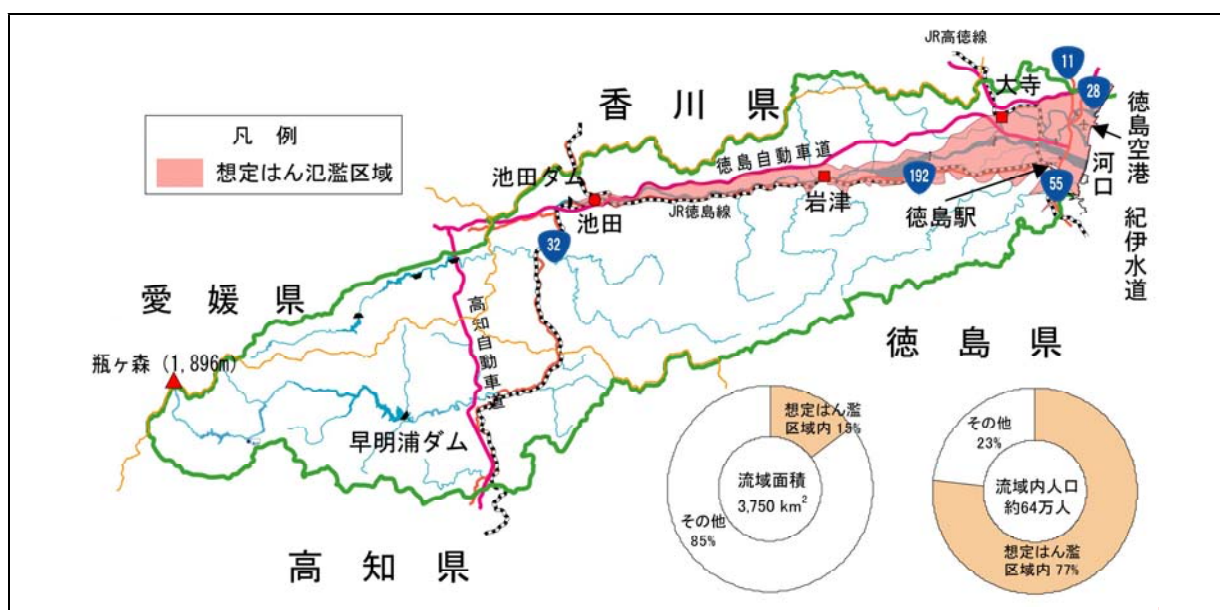 JR高徳線
11
大寺
28
香川県
徳島空港
凡例
想定はん氾濫区域
徳島自動車道
河口
池田ダム
192
岩津
55
池田
JR徳島線
徳島駅
紀伊水道
32
愛媛県
高知自動車道
徳島県
瓶ヶ森 (1,896m)
早明浦ダム
高知県
想定はん濫
区域内 15%
流域面積
3,750 km²
その他
85%
その他
23%
流域内人口
約64万人
想定はん濫
区域内 77%